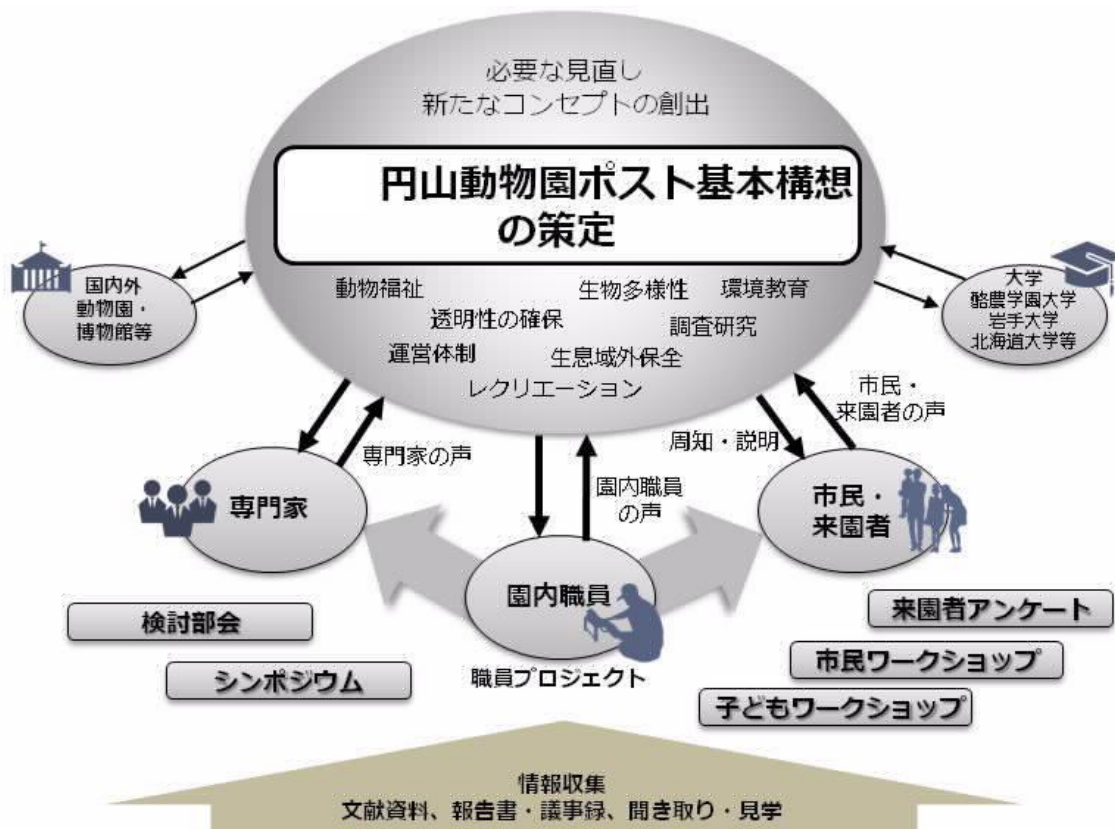 必要な見直し
新たなコンセプトの創出
円山動物園ポスト基本構想
の策定
動物福祉
生物多様性
環境教育
透明性の確保
調査研究
運営体制
生息域外保全
レクリエーション
国内外
動物園・
博物館等
大学
酪農学園大学
岩手大学
北海道大学等
専門家の声
周知・説明
市民・
来園者の声
園内職員
の声
専門家
園内職員
市民・
来園者
検討部会
シンポジウム
職員プロジェクト
来園者アンケート
市民ワークショップ
子どもワークショップ
情報収集
文献資料、報告書・議事録、聞き取り・見学